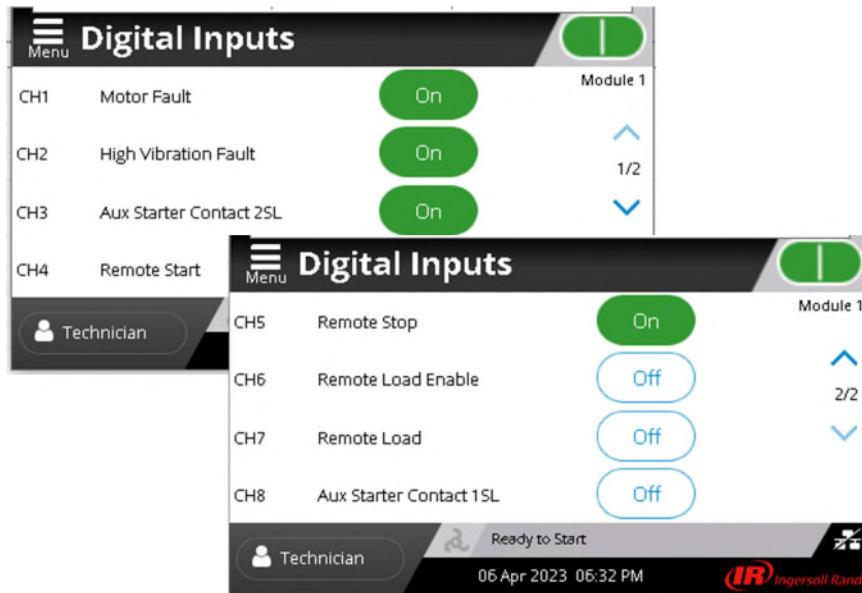 Menu Digital Inputs
Module 1
CH1 Motor Fault On
CH2 High Vibration Fault On
1/2
CH3 Aux Starter Contact 2SL On
CH4 Remote Start
Technician
Menu Digital Inputs
Module 1
CH5 Remote Stop On
CH6 Remote Load Enable Off
2/2
CH7 Remote Load Off
CH8 Aux Starter Contact 1SL Off
Ready to Start
Technician
06 Apr 2023 06:32 PM
IR Ingersoll Rand